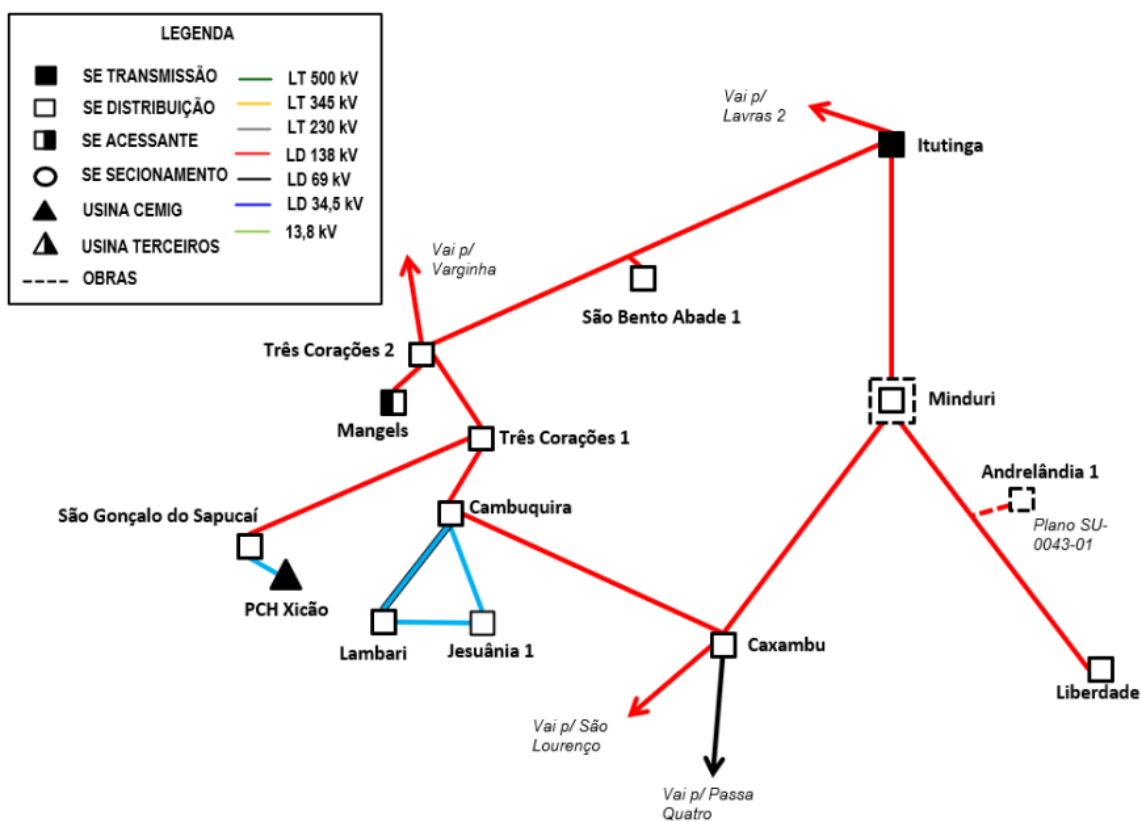 LEGENDA
SE TRANSMISSÃO
SE DISTRIBUIÇÃO
SE ACESSANTE
SE SECIONAMENTO
USINA CEMIG
USINA TERCEIROS
OBRAS
LT 500 kV
LT 345 kV
LT 230 kV
LD 138 kV
LD 69 kV
LD 34,5 kV
13,8 kV
Vai p/
Lavras 2
Itutinga
Vai p/
Varginha
São Bento Abade 1
Três Corações 2
Mangels
Minduri
Três Corações 1
Andrelândia 1
Plano SU-
0043-01
São Gonçalo do Sapucaí
Cambuquira
PCH Xicão
Lambari
Jesuânia 1
Caxambu
Liberdade
Vai p/ São
Lourenço
Vai p/ Passa
Quatro